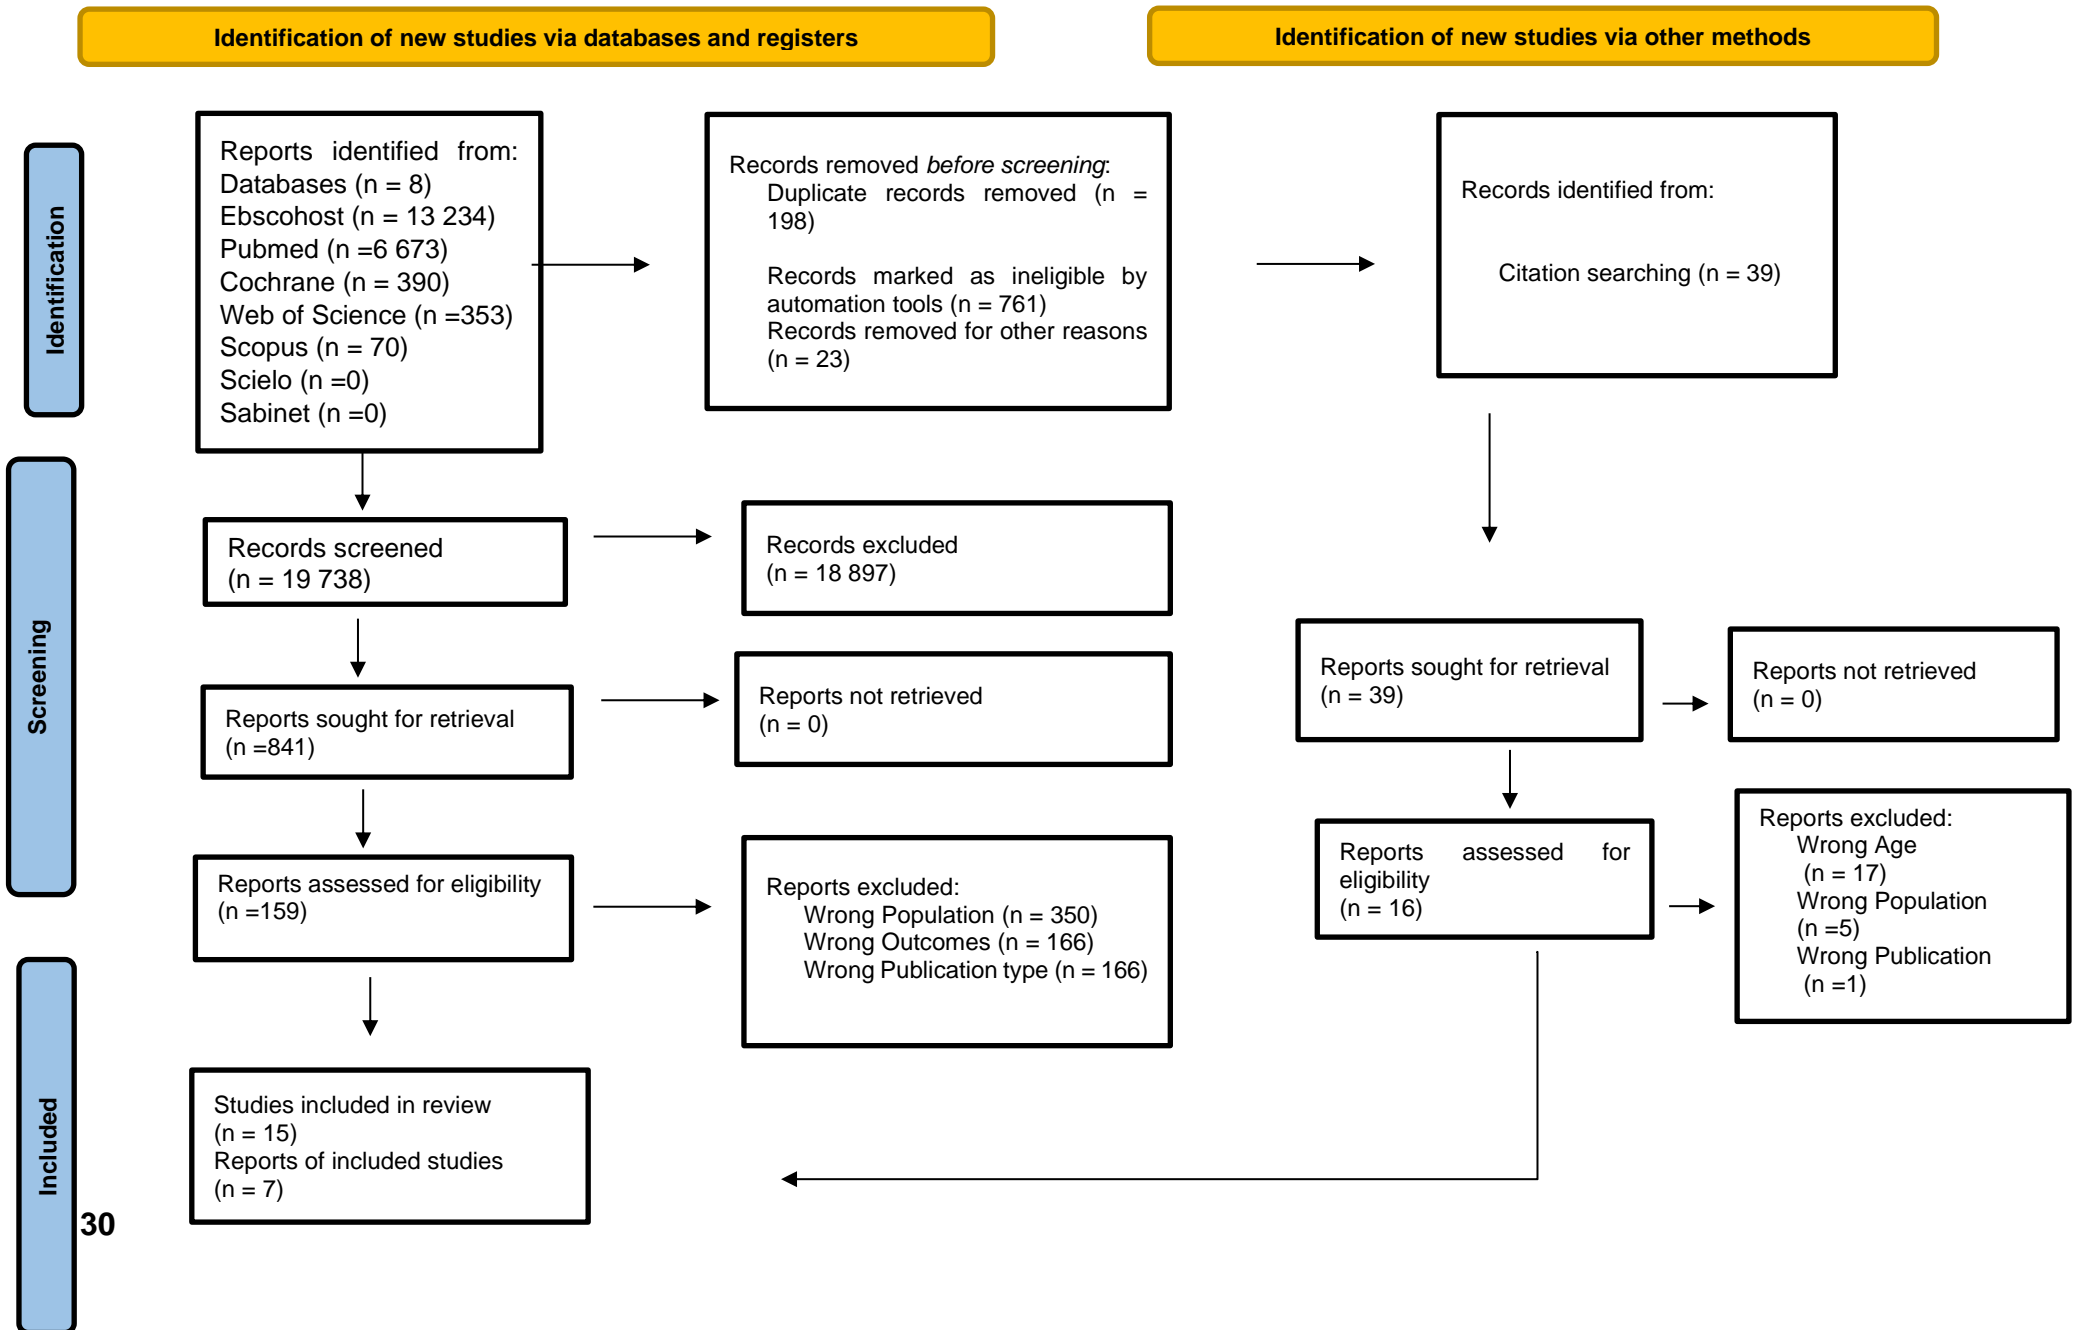 Identification of new studies via databases and registers
Identification of new studies via other methods
Identification
Reports identified from:
Databases (n = 8)
Ebscohost (n = 13 234)
Pubmed (n =6 673)
Cochrane (n = 390)
Web of Science (n =353)
Scopus (n = 70)
Scielo (n =0)
Sabinet (n =0)
Records removed before screening:
Duplicate records removed (n =
198)
Records marked as ineligible by
automation tools (n = 761)
Records removed for other reasons
(n = 23)
Records identified from:
Citation searching (n = 39)
Screening
Records screened
(n = 19 738)
Records excluded
(n = 18 897)
Reports sought for retrieval
(n =841)
Reports not retrieved
(n = 0)
Reports sought for retrieval
(n = 39)
Reports not retrieved
(n = 0)
Reports assessed for eligibility
(n =159)
Reports excluded:
Wrong Population (n = 350)
Wrong Outcomes (n = 166)
Wrong Publication type (n = 166)
Reports assessed for
eligibility
(n = 16)
Reports excluded:
Wrong Age
(n = 17)
Wrong Population
(n =5)
Wrong Publication
(n =1)
Included
Studies included in review
(n = 15)
Reports of included studies
(n = 7)
30